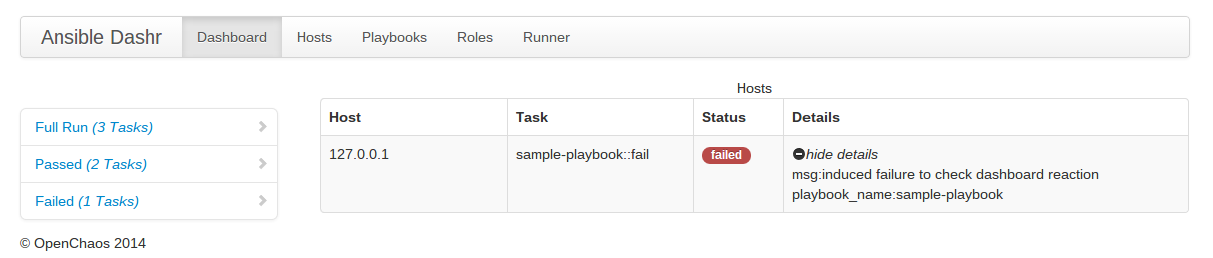 Ansible Dashr Dashboard Hosts Playbooks Roles Runner
Full Run (3 Tasks)
Passed (2 Tasks)
Failed (1 Tasks)
Hosts
Host Task Status Details
127.0.0.1 sample-playbook::fail failed hide details
msg:induced failure to check dashboard reaction
playbook_name:sample-playbook
© OpenChaos 2014